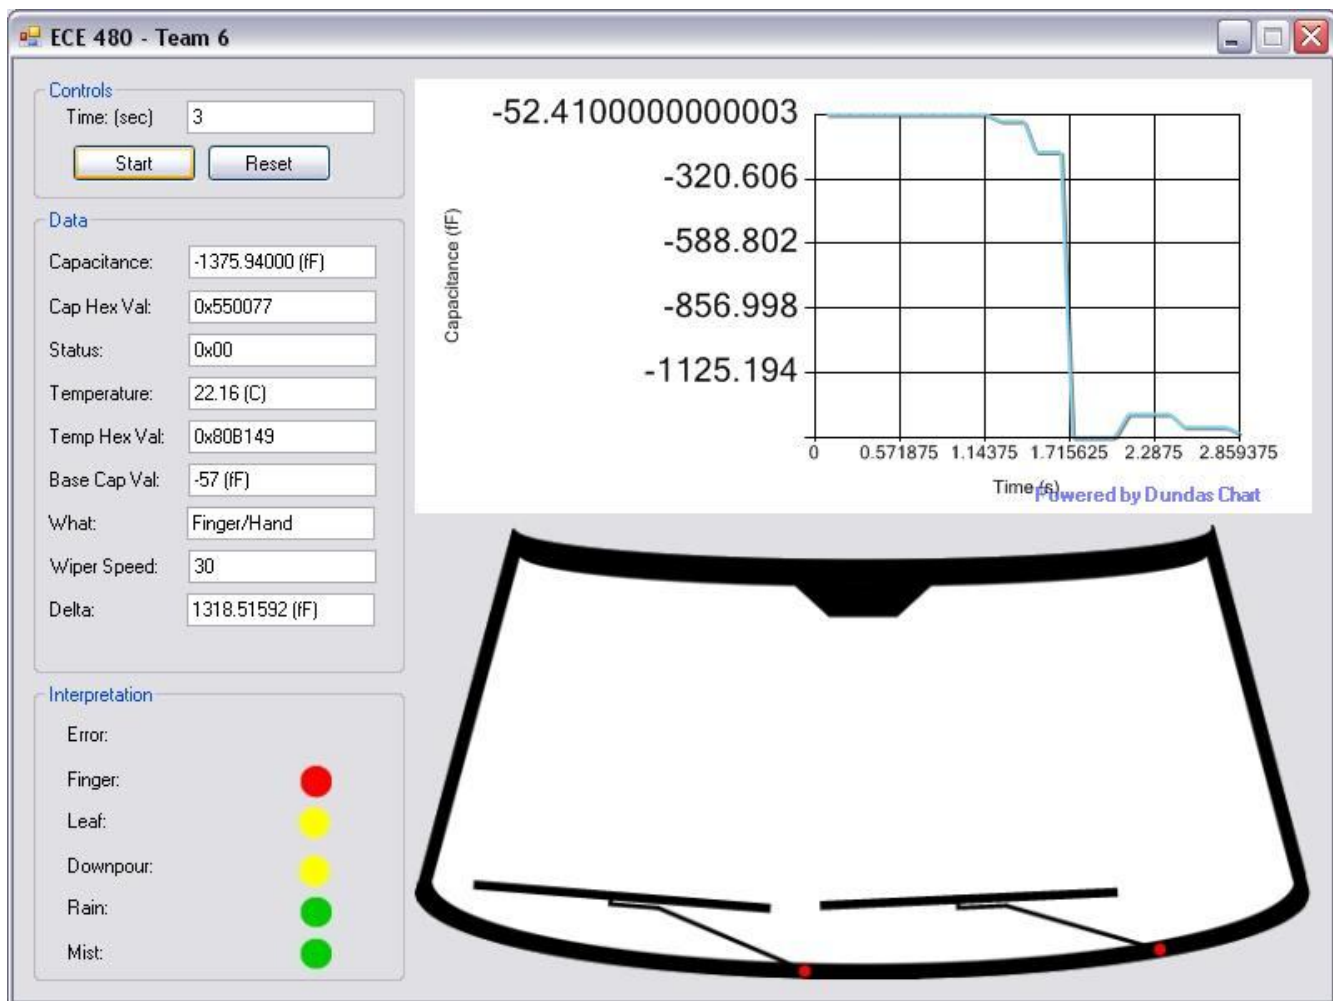 ECE 480 - Team 6
Controls
Time: (sec) 3
Start Reset
Data
Capacitance: -1375.94000 (fF)
Cap Hex Val: 0x550077
Status: 0x00
Temperature: 22.16 (C)
Temp Hex Val: 0x80B149
Base Cap Val: -57 (fF)
What: Finger/Hand
Wiper Speed: 30
Delta: 1318.51592 (fF)
Interpretation
Error:
Finger:
Leaf:
Downpour:
Rain:
Mist:
Capacitance (fF)
-52.4100000000003
-320.606
-588.802
-856.998
-1125.194
0 0.571875 1.14375 1.715625 2.2875 2.859375
Time (s)
Powered by Dundas Chart